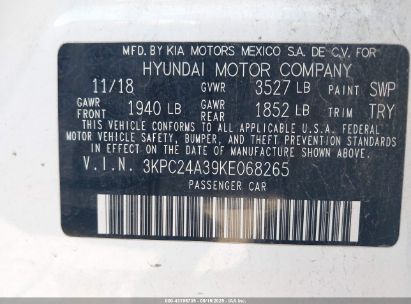 MFD. BY KIA MOTORS MEXICO S.A. DE C.V. FOR
HYUNDAI MOTOR COMPANY
11/18 GVWR 3527 LB PAINT SWP
GAWR FRONT 1940 LB GAWR REAR 1852 LB TRIM TRY
THIS VEHICLE CONFORMS TO ALL APPLICABLE U.S.A. FEDERAL
MOTOR VEHICLE SAFETY, BUMPER, AND THEFT PREVENTION STANDARDS
IN EFFECT ON THE DATE OF MANUFACTURE SHOWN ABOVE.
V.I.N. 3KPC24A39KE068265
PASSENGER CAR